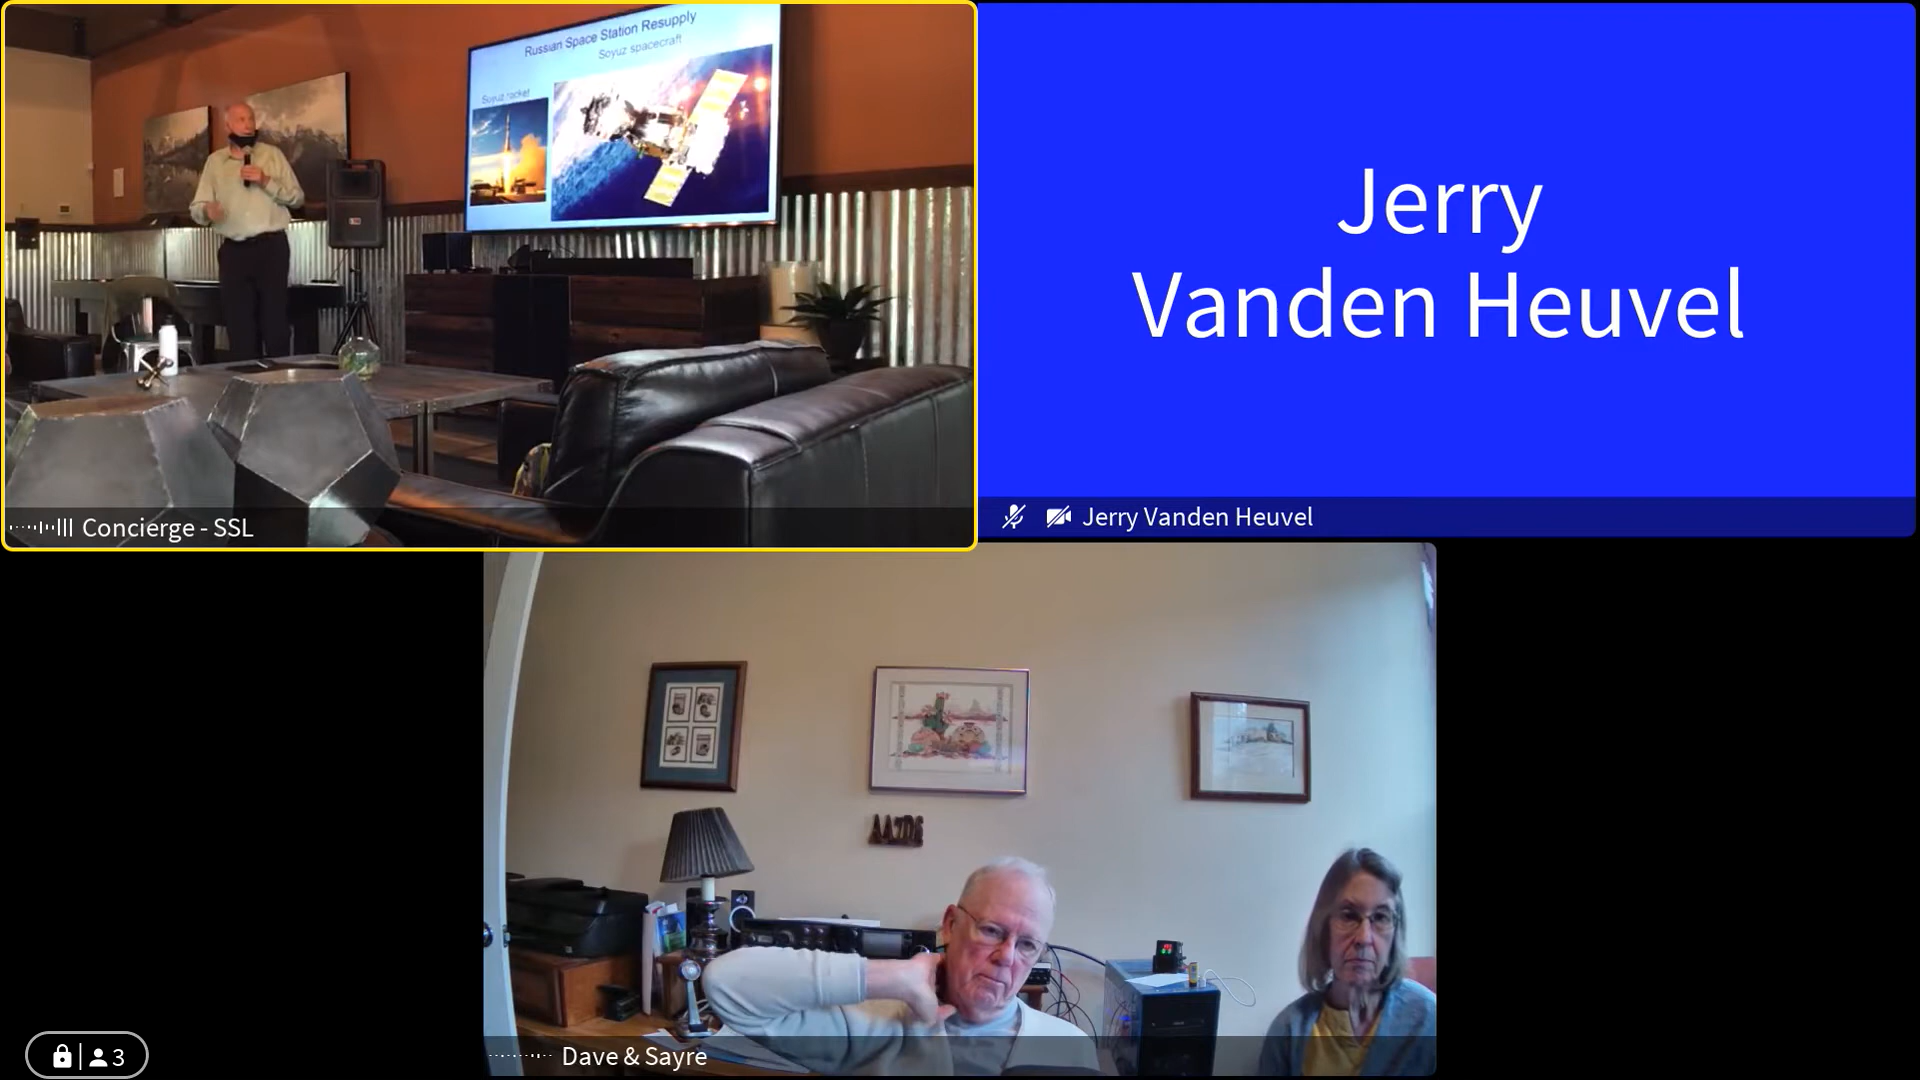 Russian Space Station Resupply
Soyuz spacecraft
Soyuz rocket
Concierge - SSL
Jerry
Vanden Heuvel
Jerry Vanden Heuvel
AA7DS
Dave & Sayre
3